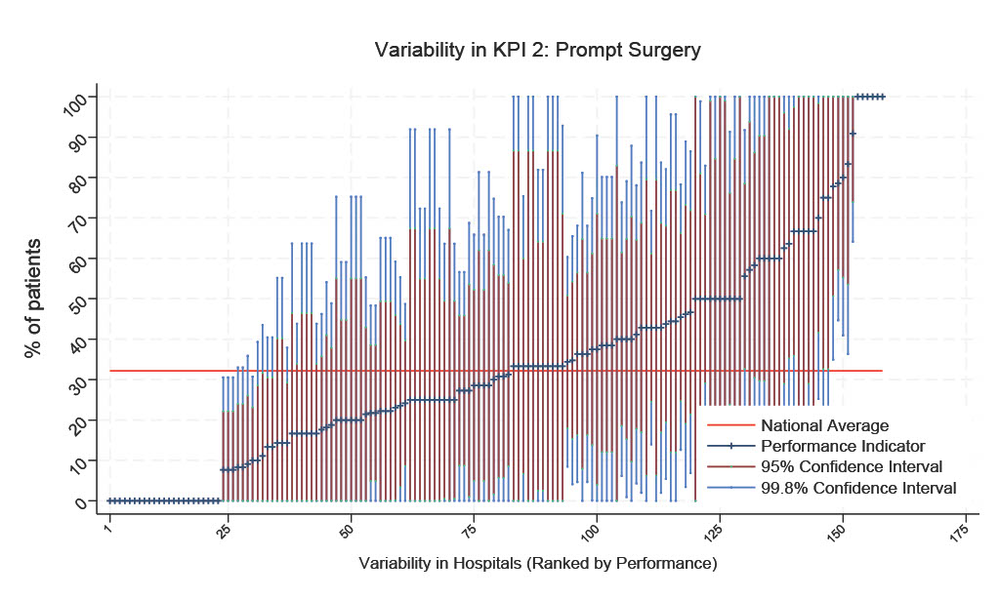 Variability in KPI 2: Prompt Surgery
% of patients
100
90
80
70
60
50
40
30
20
10
0
1
25
50
75
100
125
150
175
Variability in Hospitals (Ranked by Performance)
National Average
Performance Indicator
95% Confidence Interval
99.8% Confidence Interval